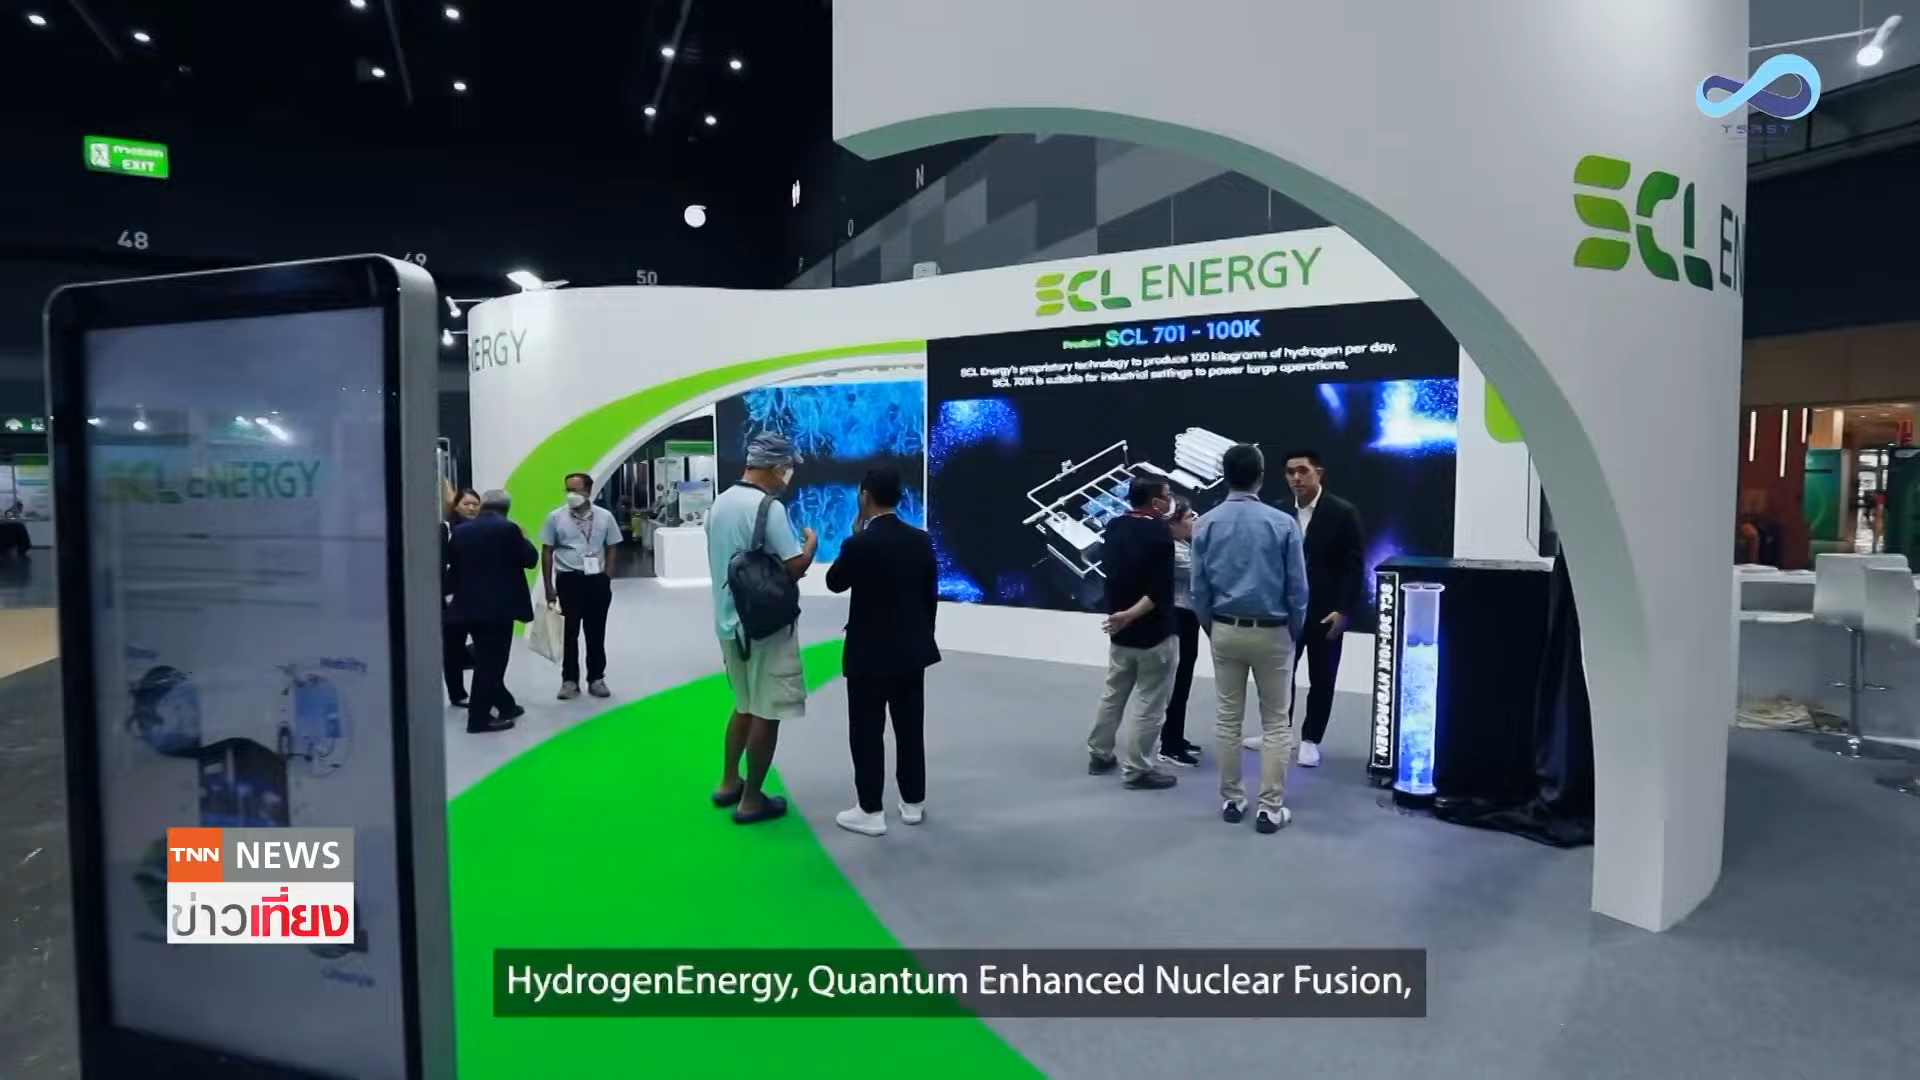 TSRST
EXIT
48
49
50
N
O
P
SCL EN
SCL ENERGY
ERGY
Product SCL 701 - 100K
SCL Energy's proprietary technology to produce 100 kilograms of hydrogen per day.
SCL 701K is suitable for industrial settings to power large operations.
SCL ENERGY
Mobility
SCL 301-10K HYDROGEN
TNN NEWS
ข่าวเที่ยง
HydrogenEnergy, Quantum Enhanced Nuclear Fusion,